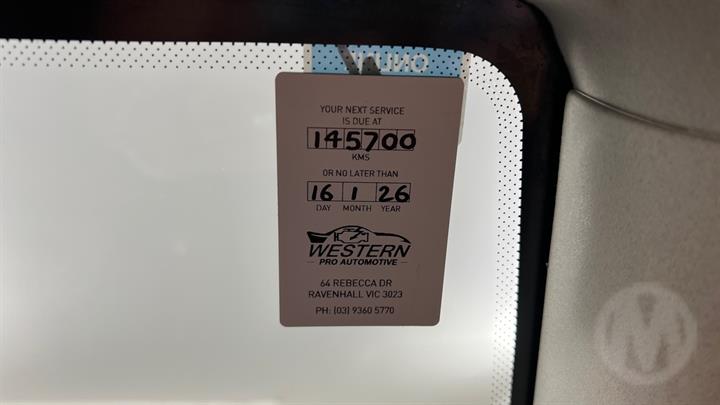 YOUR NEXT SERVICE
IS DUE AT
145700
KMS
OR NO LATER THAN
16 1 26
DAY MONTH YEAR
WESTERN
PRO AUTOMOTIVE
64 REBECCA DR
RAVENHALL VIC 3023
PH: (03) 9360 5770
M